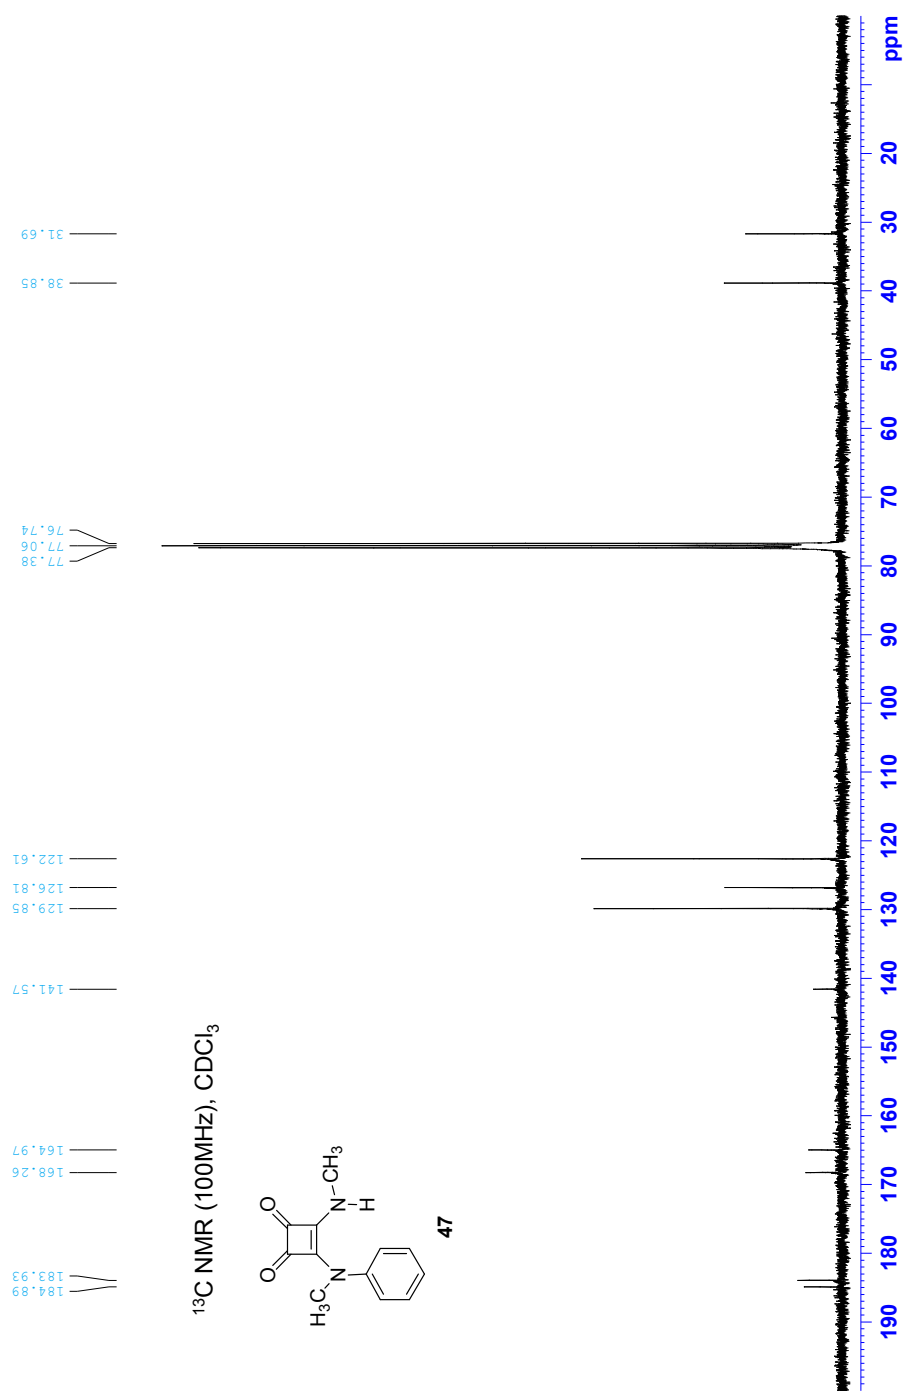 184.89
183.93
168.26
164.97
141.57
129.85
126.81
122.61
77.38
77.06
76.74
38.85
31.69
¹³C NMR (100MHz), CDCl₃
O
O
H₃C
N
N
CH₃
H
47
190 180 170 160 150 140 130 120 110 100 90 80 70 60 50 40 30 20 ppm